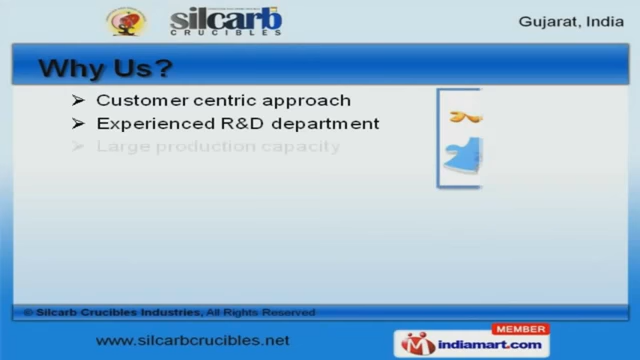 silcarb
CRUCIBLES
Gujarat, India
Why Us?
➢ Customer centric approach
➢ Experienced R&D department
➢ Large production capacity
© Silcarb Crucibles Industries, All Rights Reserved
www.silcarbcrucibles.net
MEMBER
indiamart.com